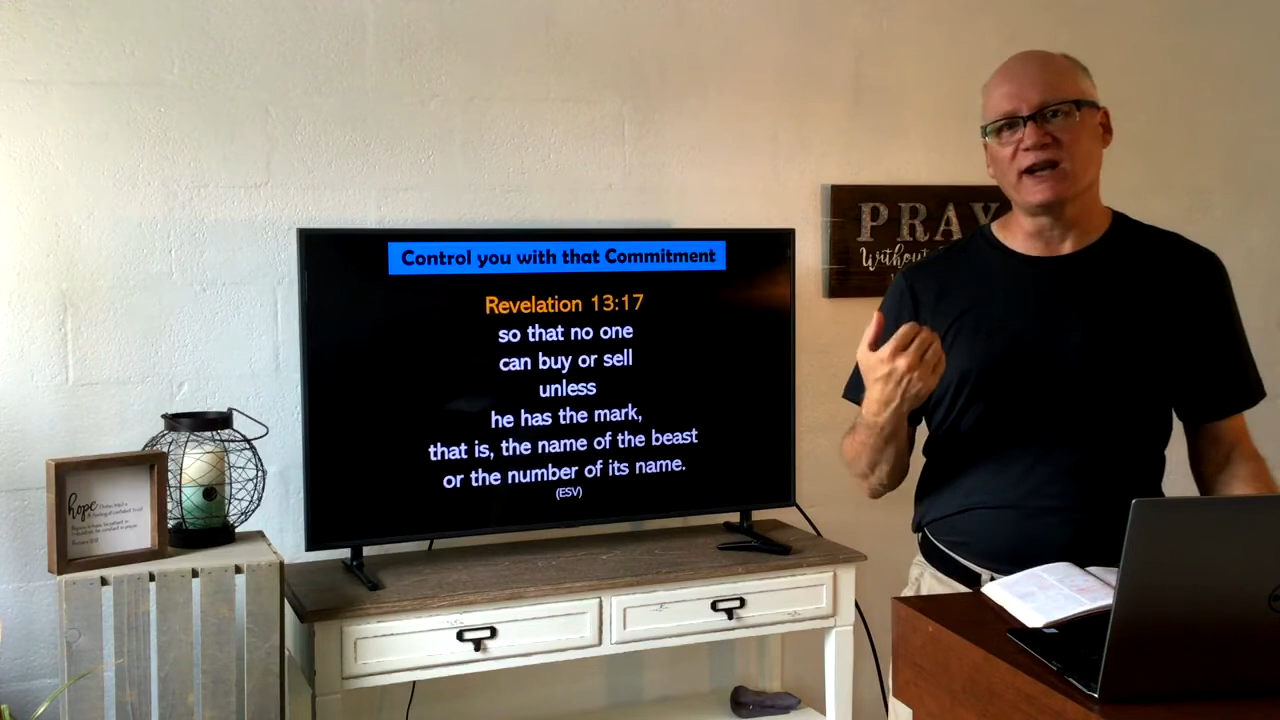 Control you with that Commitment
Revelation 13:17
so that no one
can buy or sell
unless
he has the mark,
that is, the name of the beast
or the number of its name.
(ESV)
PRAY
Without
hope